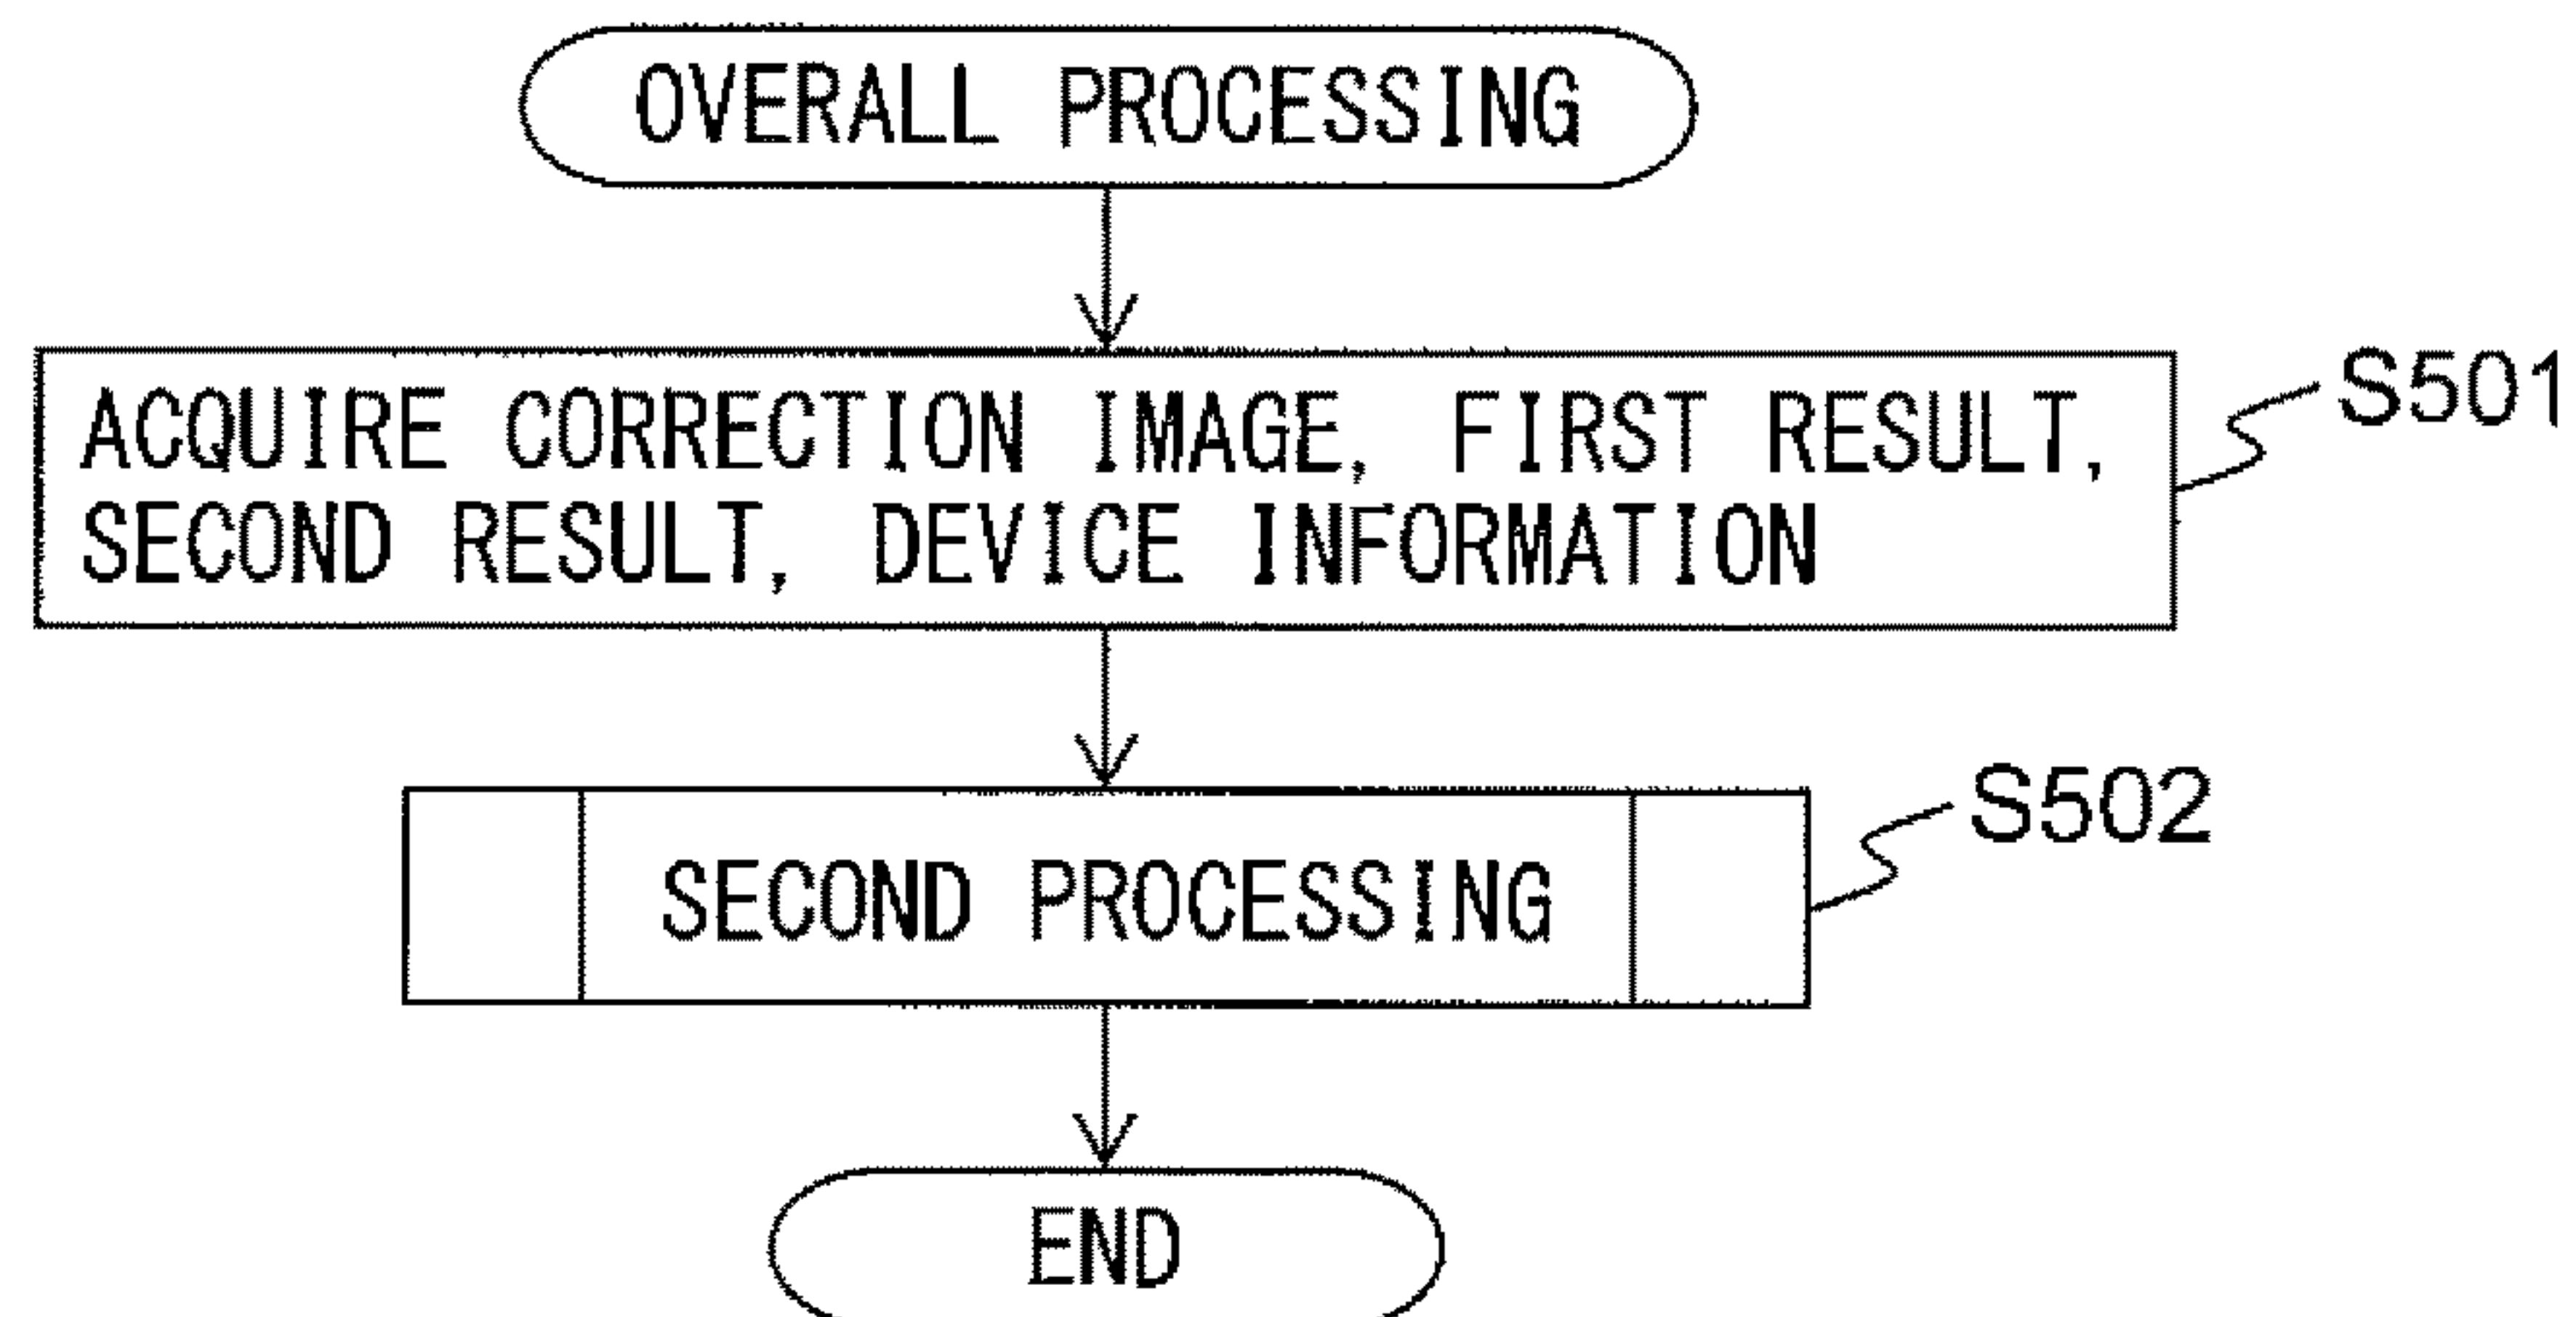 OVERALL PROCESSING
ACQUIRE CORRECTION IMAGE, FIRST RESULT,
SECOND RESULT, DEVICE INFORMATION
S501
SECOND PROCESSING
S502
END